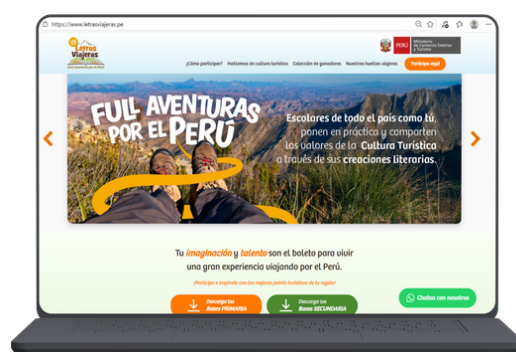 https://www.letrasviajeras.pe
Letras
Viajeras
PERÚ
Ministerio
de Comercio Exterior
y Turismo
¿Cómo participar?
Hablemos de cultura turística
Colección de ganadores
Nuestras huellas viajeras
Participa aquí
FULL AVENTURAS
POR EL PERÚ
Escolares de todo el país como tú,
ponen en práctica y comparten
los valores de la Cultura Turística
a través de sus creaciones literarias.
Tu imaginación y talento son el boleto para vivir
una gran experiencia viajando por el Perú.
¡Participa e inspírate con los mejores points turísticos de tu región!
Descarga las
Bases PRIMARIA
Descarga las
Bases SECUNDARIA
Chatea con nosotros